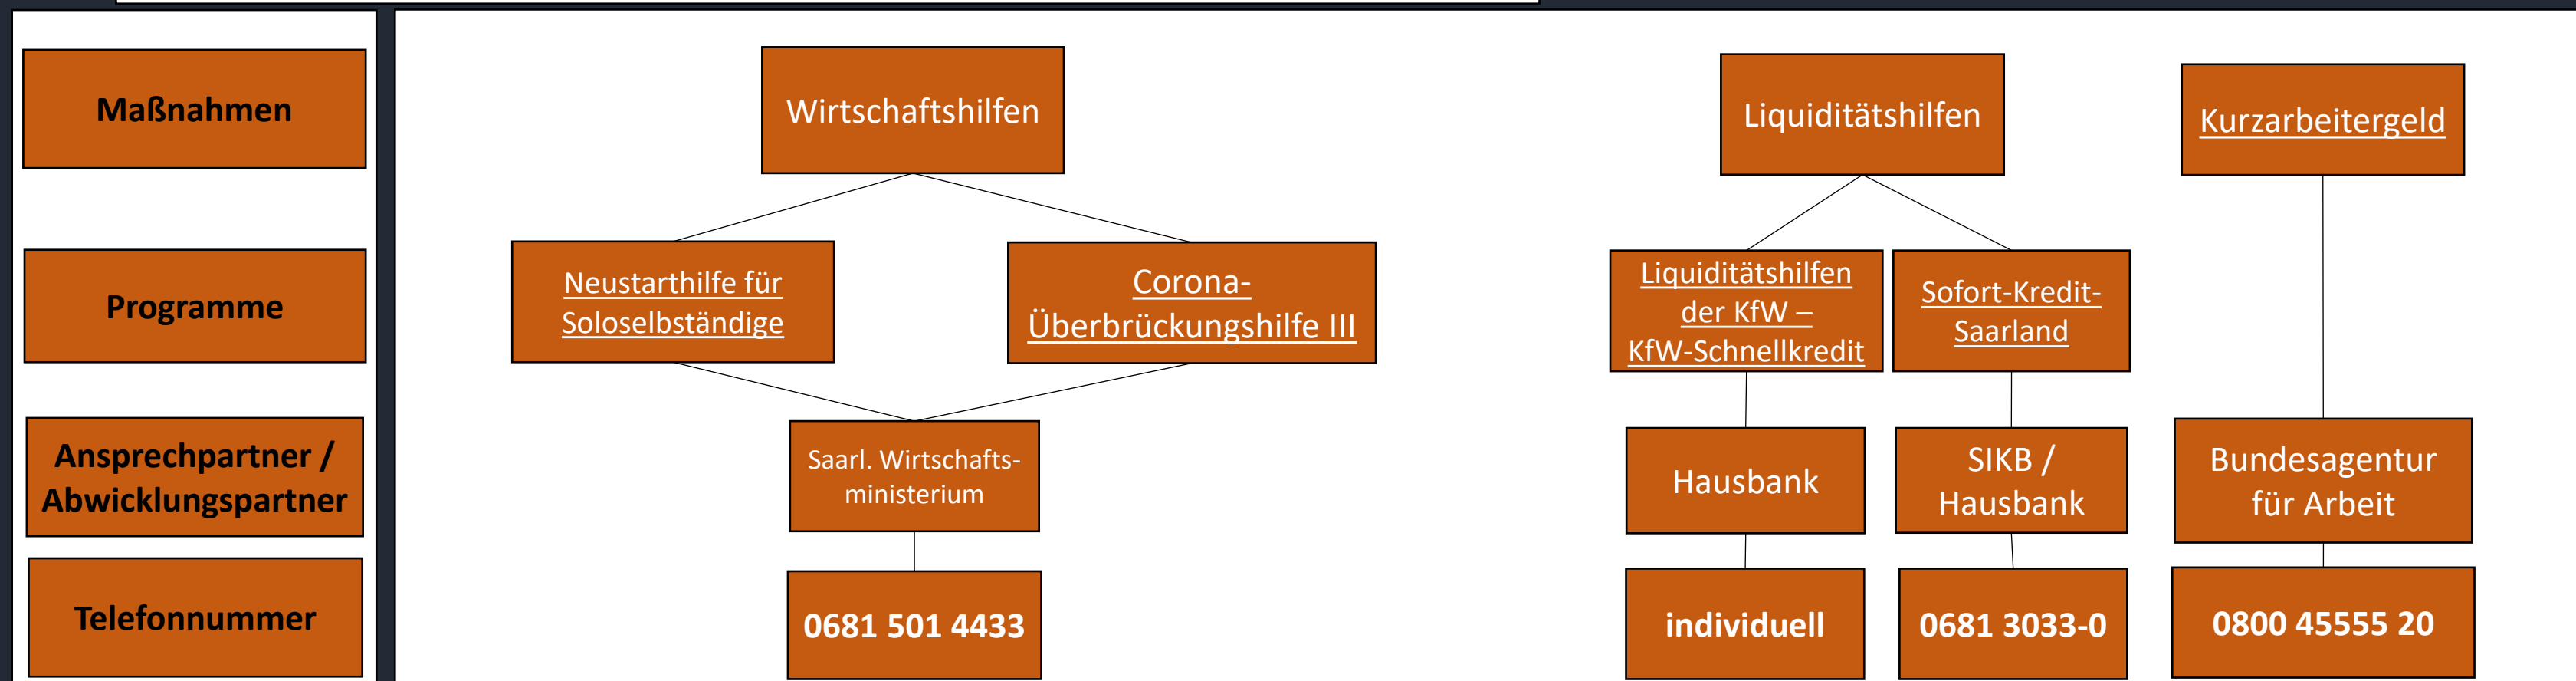 Maßnahmen
Wirtschaftshilfen
Liquiditätshilfen
Kurzarbeitergeld
Programme
Neustarthilfe für
Soloselbständige
Corona-
Überbrückungshilfe III
Liquiditätshilfen
der KfW –
KfW-Schnellkredit
Sofort-Kredit-
Saarland
Ansprechpartner /
Abwicklungspartner
Saarl. Wirtschafts-
ministerium
Hausbank
SIKB /
Hausbank
Bundesagentur
für Arbeit
Telefonnummer
0681 501 4433
individuell
0681 3033-0
0800 45555 20